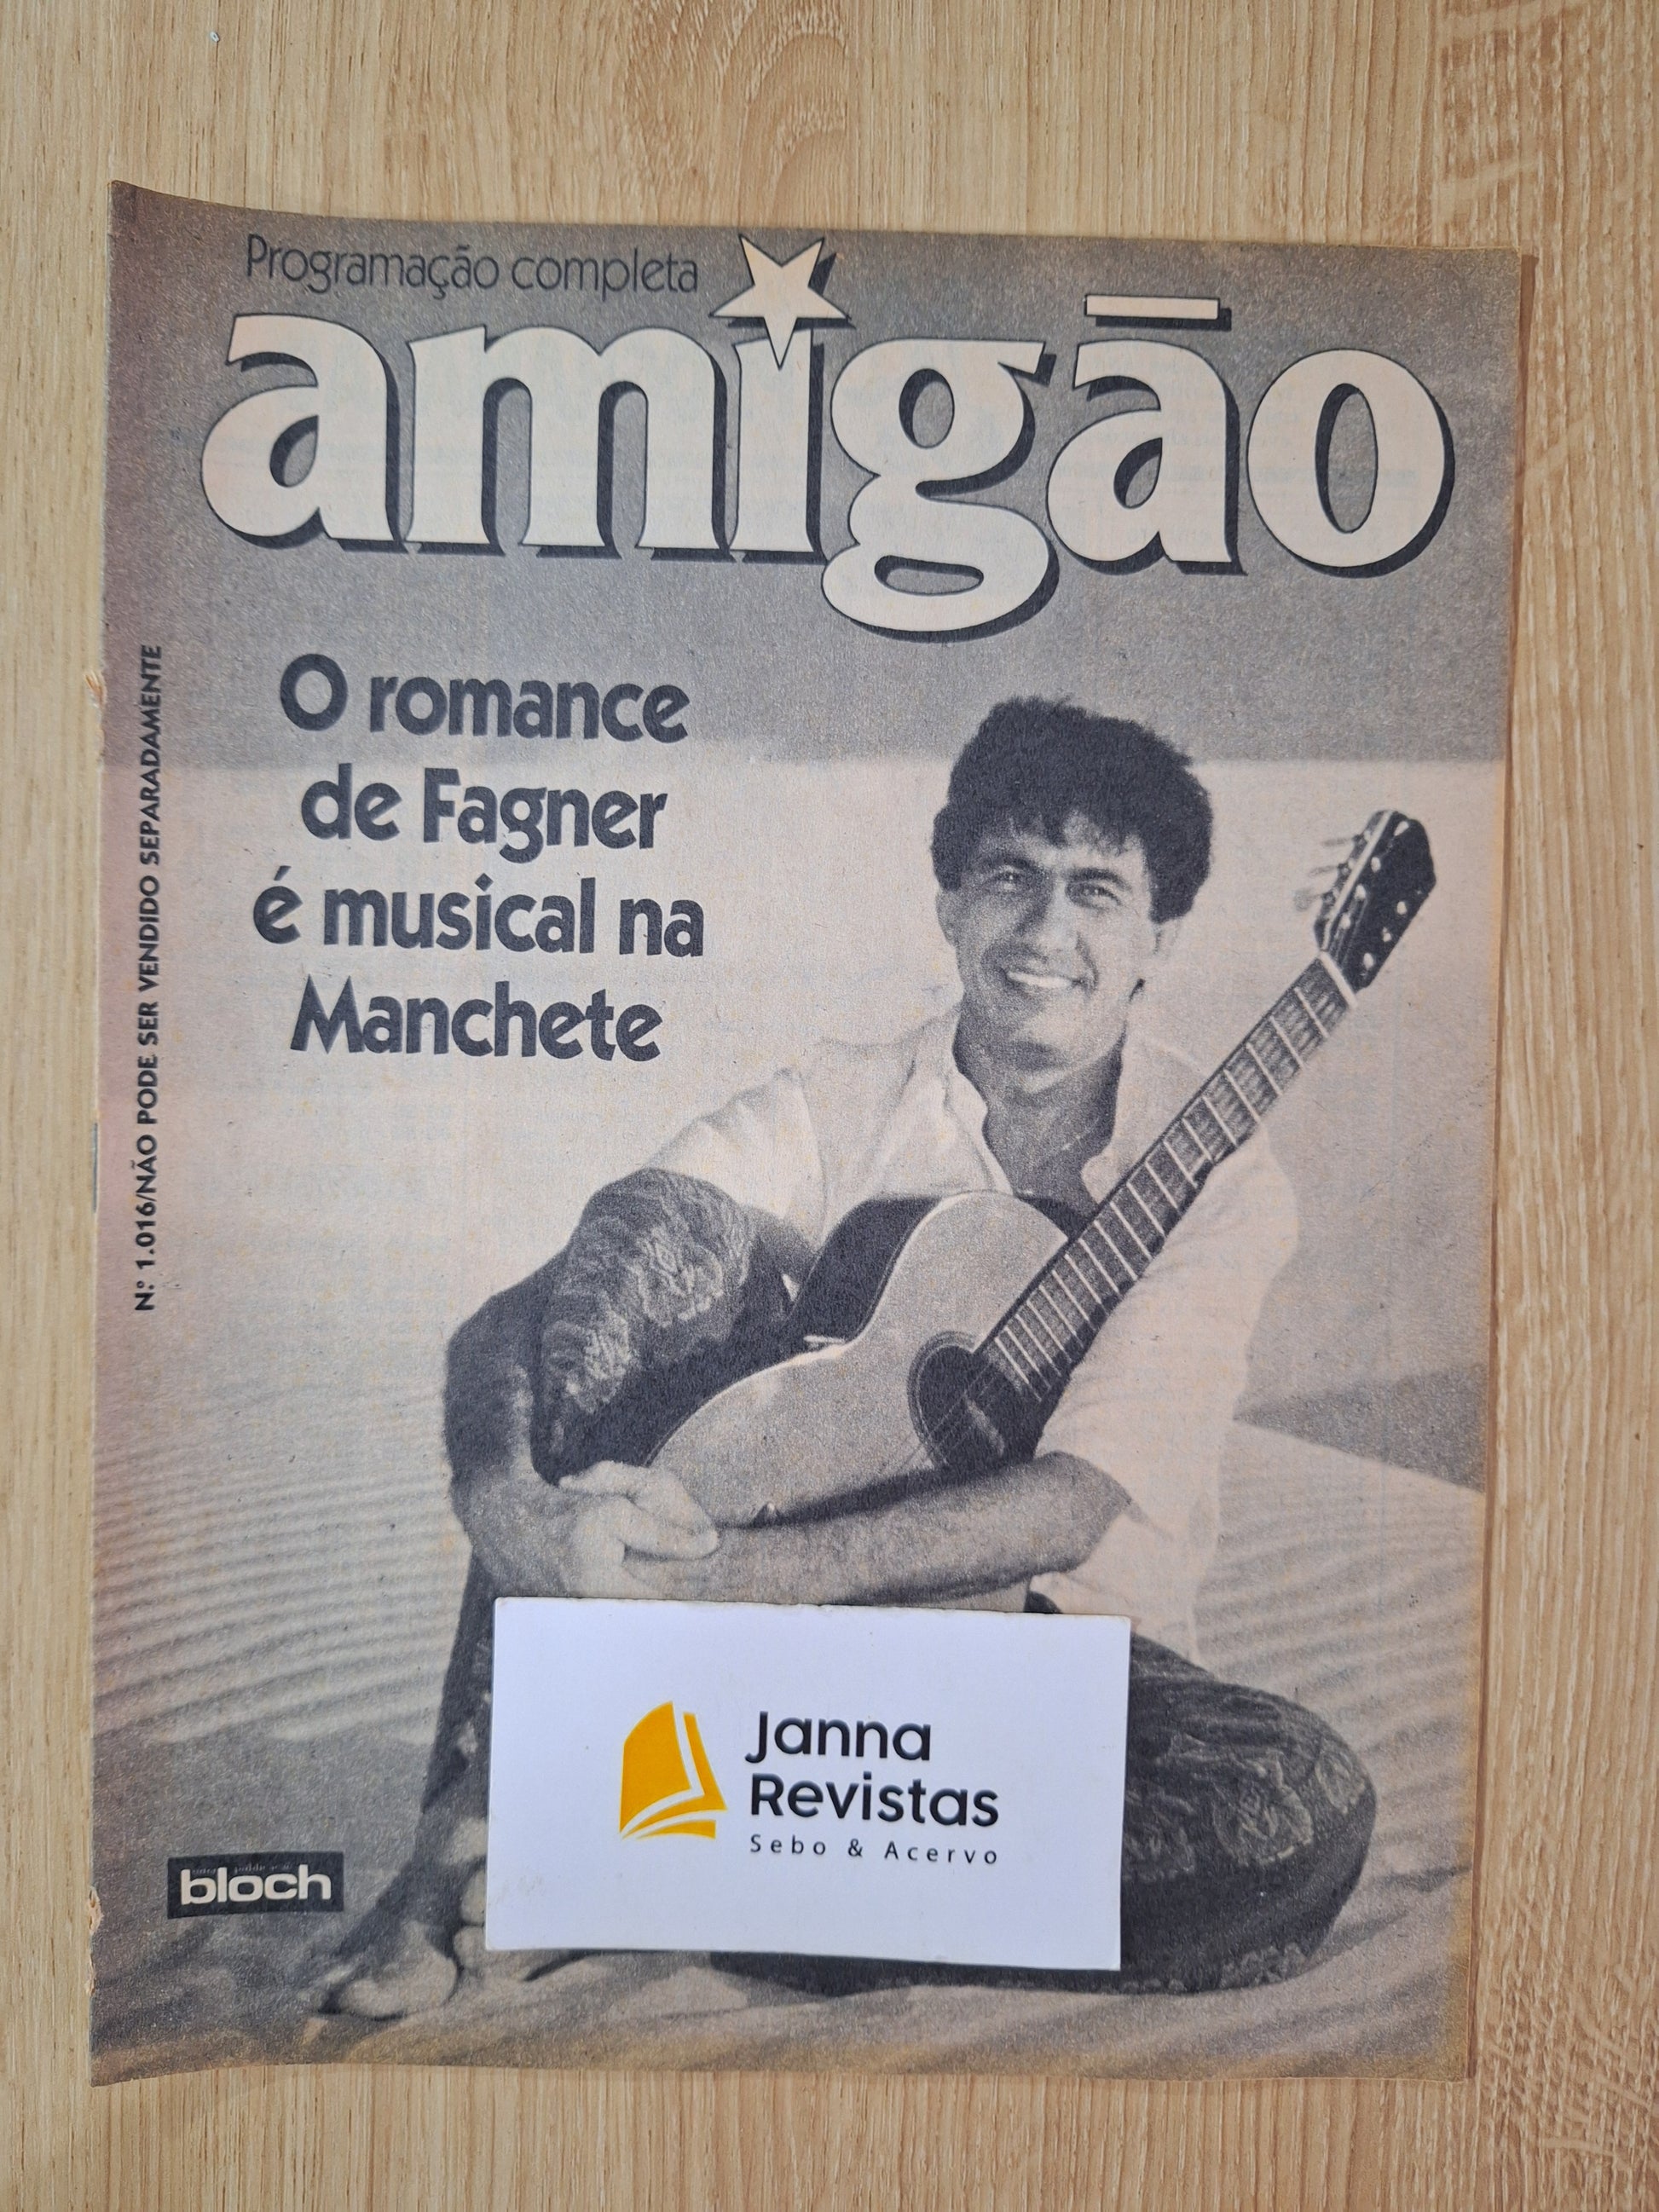 Programação completa
amigão
O romance
de Fagner
é musical na
Manchete
N.º 1.016/NÃO PODE SER VENDIDO SEPARADAMENTE
Janna
Revistas
Sebo & Acervo
bloch